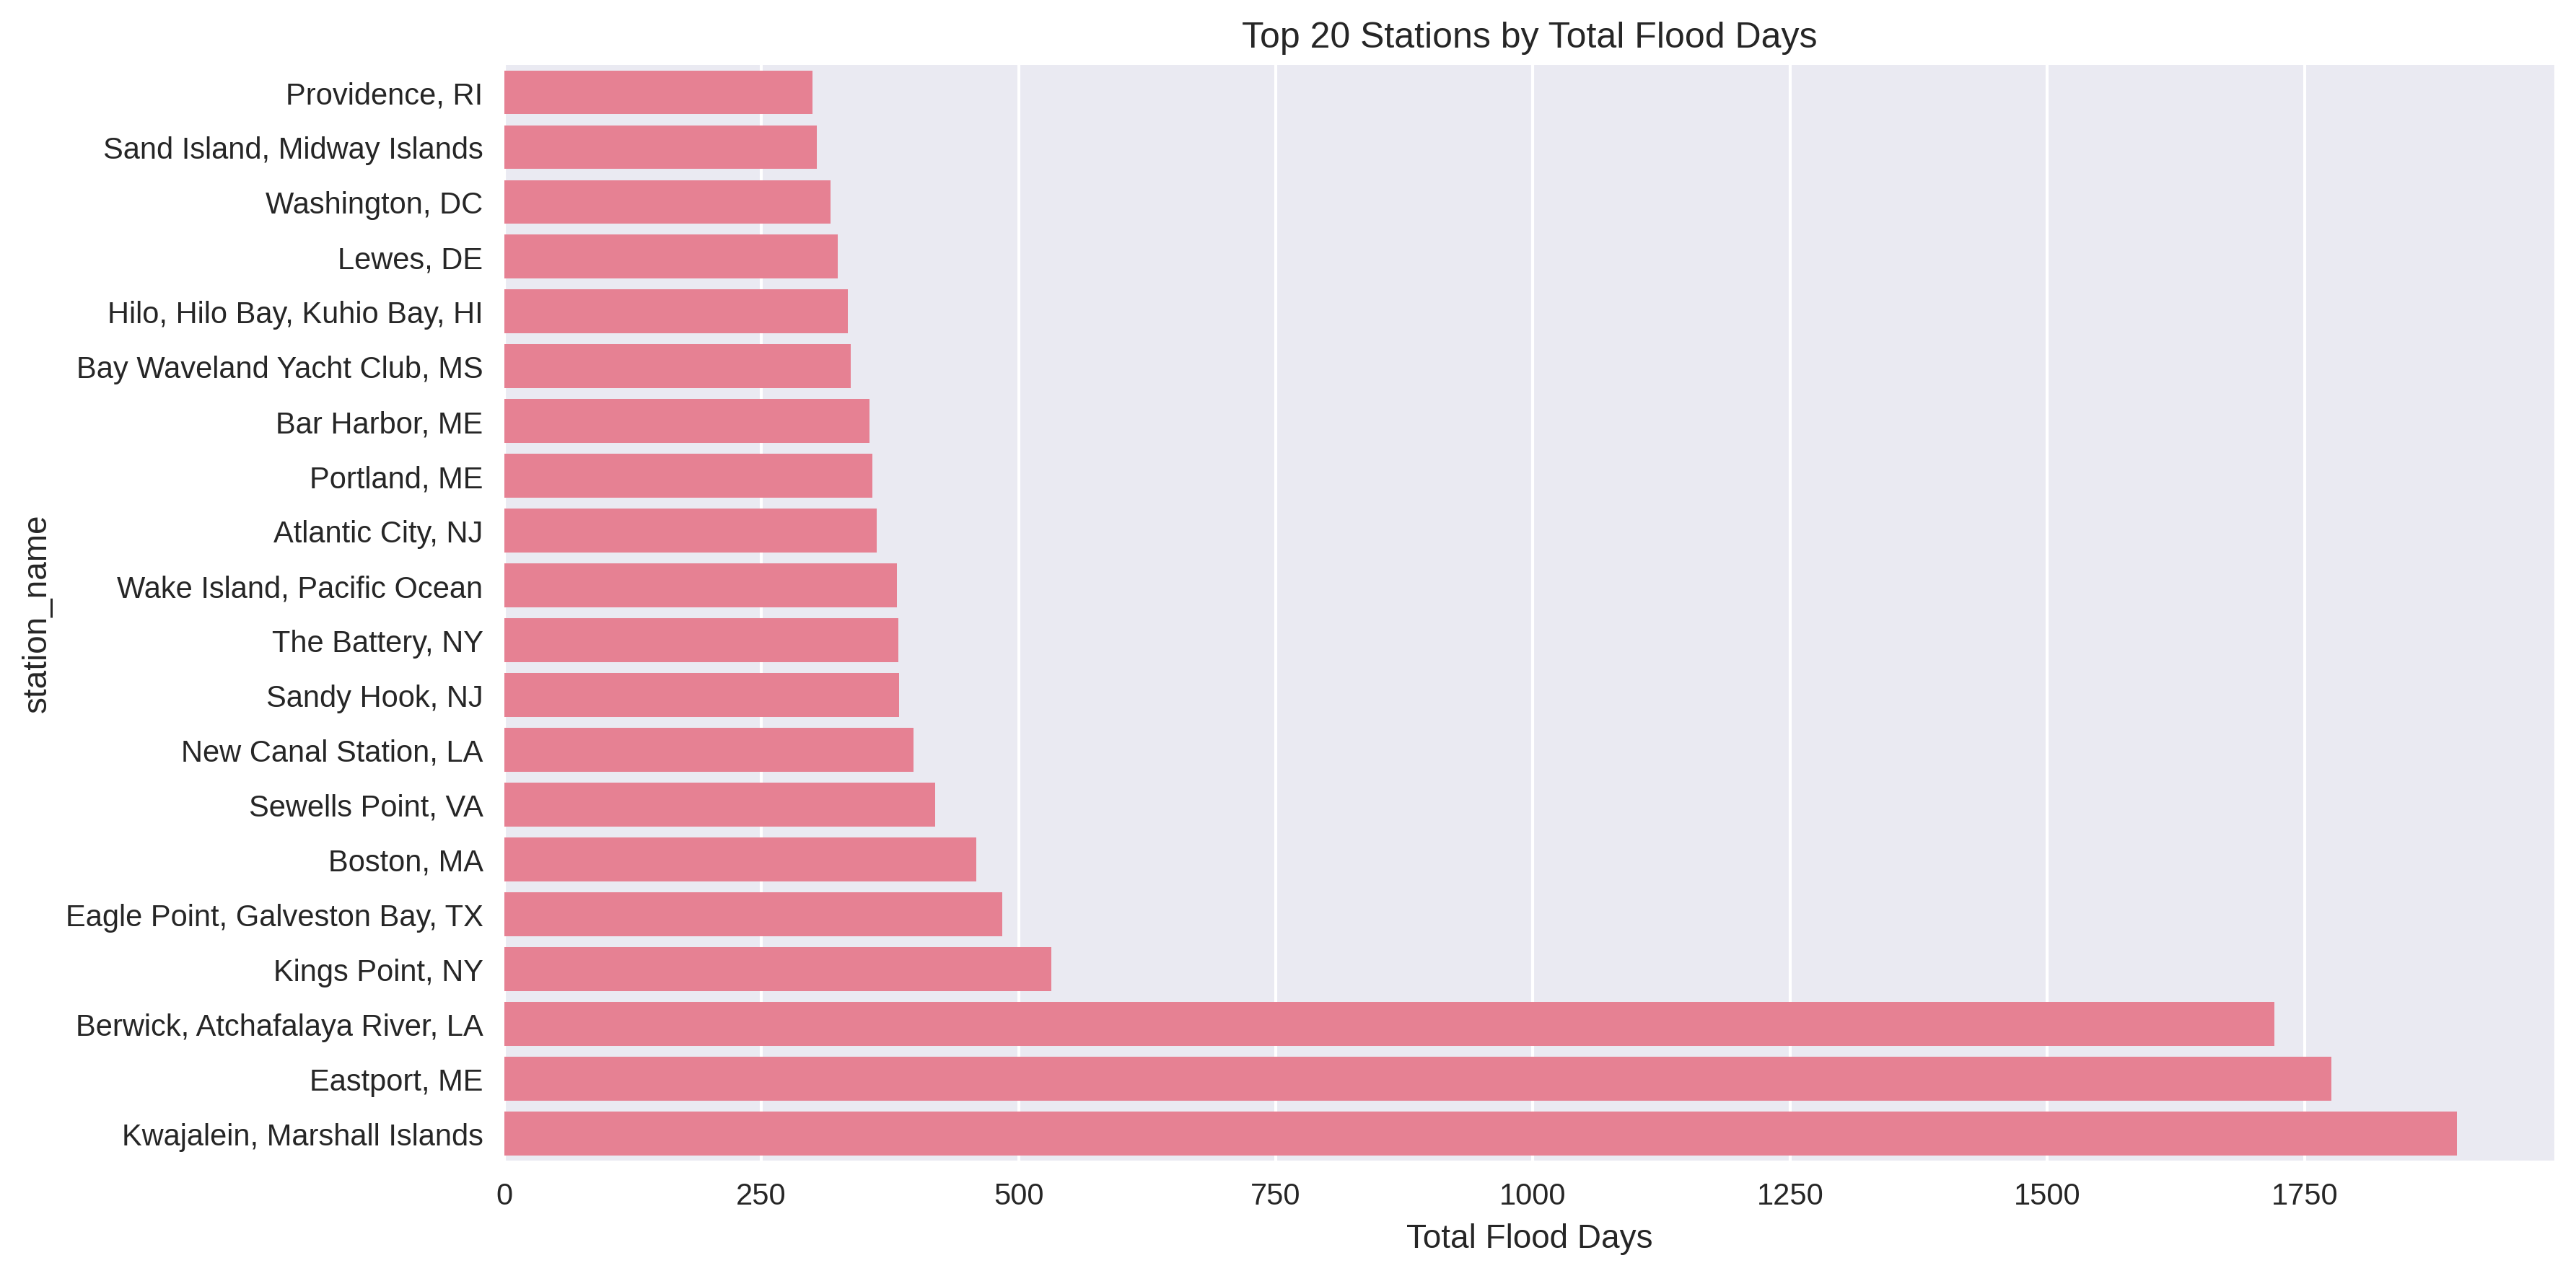 Top 20 Stations by Total Flood Days
Providence, RI
Sand Island, Midway Islands
Washington, DC
Lewes, DE
Hilo, Hilo Bay, Kuhio Bay, HI
Bay Waveland Yacht Club, MS
Bar Harbor, ME
Portland, ME
Atlantic City, NJ
Wake Island, Pacific Ocean
The Battery, NY
Sandy Hook, NJ
New Canal Station, LA
Sewells Point, VA
Boston, MA
Eagle Point, Galveston Bay, TX
Kings Point, NY
Berwick, Atchafalaya River, LA
Eastport, ME
Kwajalein, Marshall Islands
station_name
0 250 500 750 1000 1250 1500 1750
Total Flood Days